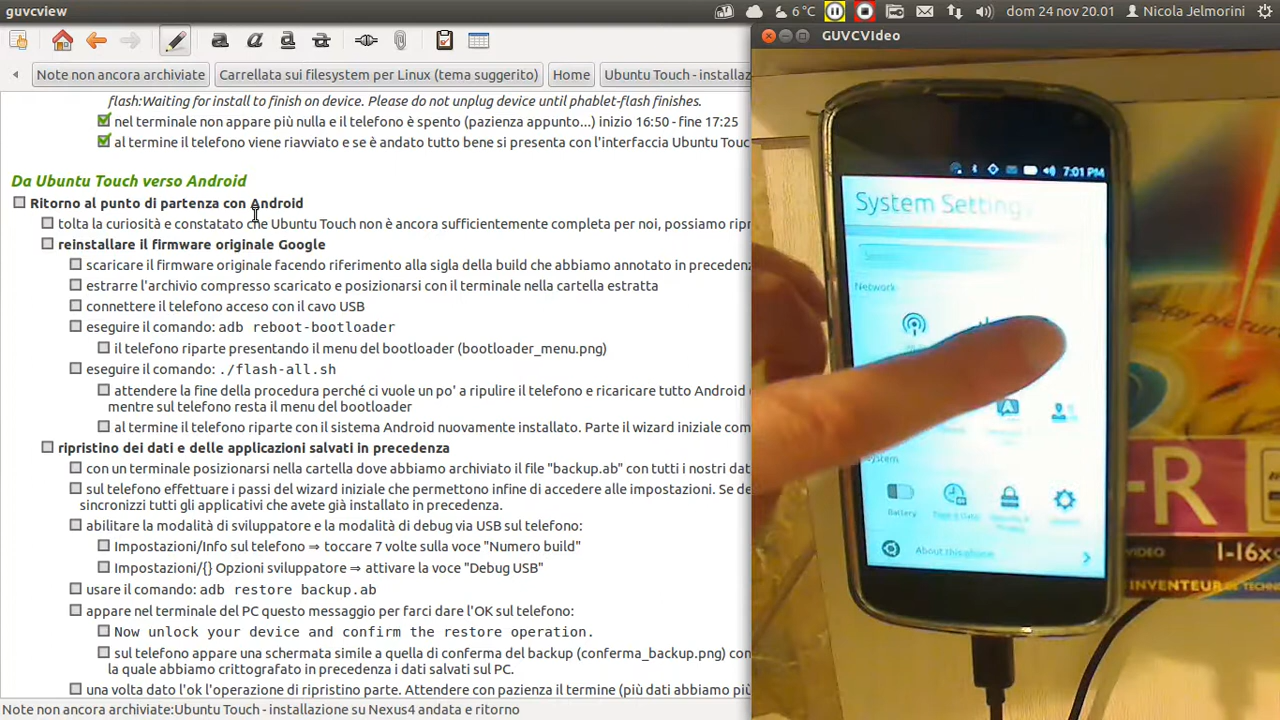 guvcview
6 °C
dom 24 nov 20.01
Nicola Jelmorini
a a a a
Note non ancora archiviate
Carrellata sui filesystem per Linux (tema suggerito)
Home
Ubuntu Touch - installaz
flash:Waiting for install to finish on device. Please do not unplug device until phablet-flash finishes.
nel terminale non appare più nulla e il telefono è spento (pazienza appunto...) inizio 16:50 - fine 17:25
al termine il telefono viene riavviato e se è andato tutto bene si presenta con l'interfaccia Ubuntu Touc
Da Ubuntu Touch verso Android
Ritorno al punto di partenza con Android
tolta la curiosità e constatato che Ubuntu Touch non è ancora sufficientemente completa per noi, possiamo ripr
reinstallare il firmware originale Google
scaricare il firmware originale facendo riferimento alla sigla della build che abbiamo annotato in precedenz
estrarre l'archivio compresso scaricato e posizionarsi con il terminale nella cartella estratta
connettere il telefono acceso con il cavo USB
eseguire il comando: adb reboot-bootloader
il telefono riparte presentando il menu del bootloader (bootloader_menu.png)
eseguire il comando: ./flash-all.sh
attendere la fine della procedura perché ci vuole un po' a ripulire il telefono e ricaricare tutto Android
mentre sul telefono resta il menu del bootloader
al termine il telefono riparte con il sistem a Android nuovamente installato. Parte il wizard iniziale com
ripristino dei dati e delle applicazioni salvati in precedenza
con un terminale posizionarsi nella cartella dove abbiamo archiviato il file "backup.ab" con tutti i nostri dat
sul telefono effettuare i passi del wizard iniziale che permettono infine di accedere alle impostazioni. Se de
sincronizzi tutti gli applicativi che avete già installato in precedenza.
abilitare la modalità di sviluppatore e la modalità di debug via USB sul telefono:
Impostazioni/Info sul telefono ⇒ toccare 7 volte sulla voce "Numero build"
Impostazioni/{} Opzioni sviluppatore ⇒ attivare la voce "Debug USB"
usare il comando: adb restore backup.ab
appare nel terminale del PC questo messaggio per farci dare l'OK sul telefono:
Now unlock your device and confirm the restore operation.
sul telefono appare una schermata simile a quella di conferma del backup (conferma_backup.png) con
la quale abbiamo crittografato in precedenza i dati salvati sul PC.
una volta dato l'ok l'operazione di ripristino parte. Attendere con pazienza il termine (più dati abbiamo più
Note non ancora archiviate:Ubuntu Touch - installazione su Nexus4 andata e ritorno
GUVCVIdeo
7:01 PM
System Settings
Network
System
Battery
About this phone
-R
VIDEO
1-16x
INVENTEUR